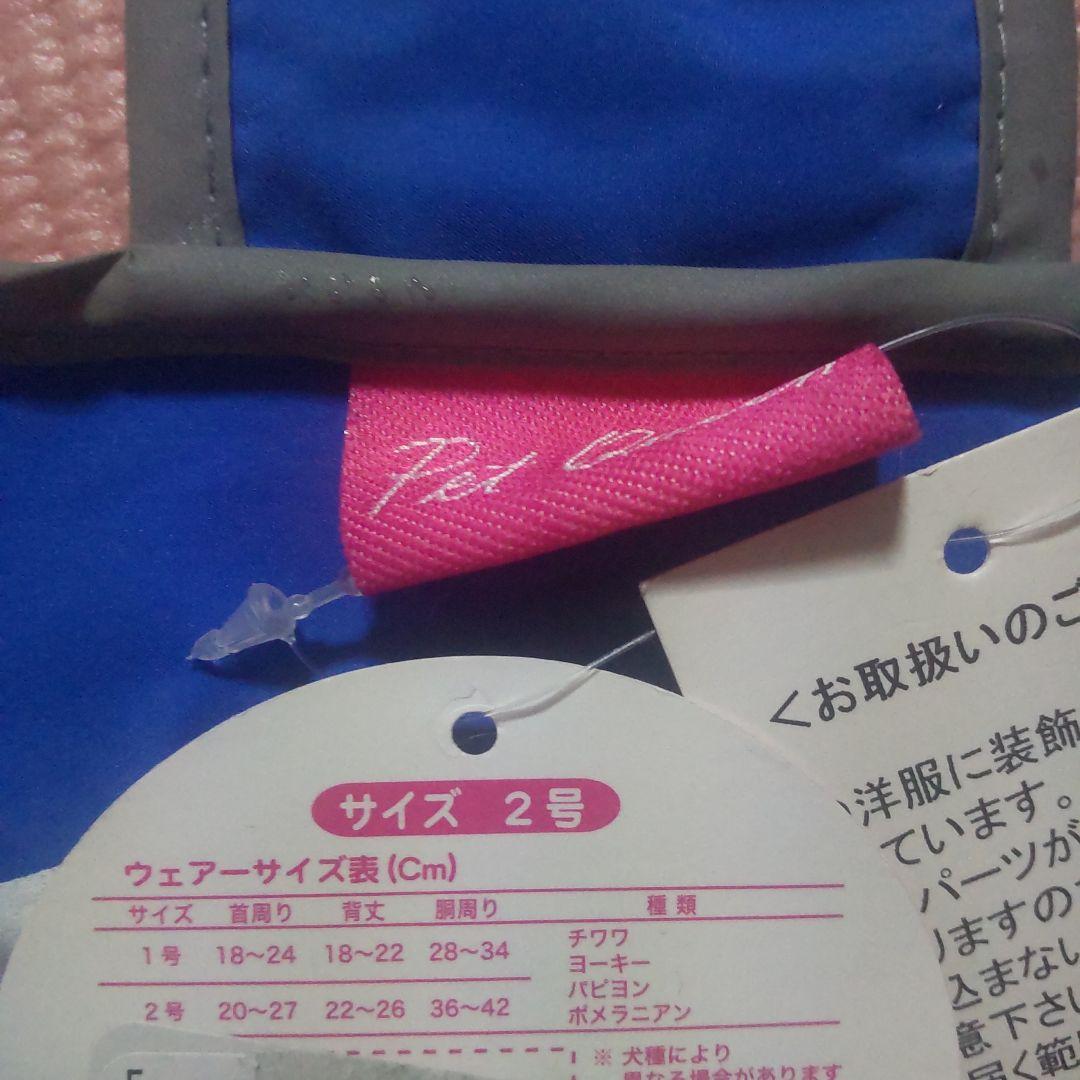 Pet
<お取扱いのご
洋服に装飾
ています。
パーツが
りますので
込まない
意下さい
届く範
サイズ 2号
ウェアーサイズ表(Cm)
サイズ 首周り 背丈 胴周り 種類
1号 18～24 18～22 28～34 チワワ
ヨーキー
パピヨン
2号 20～27 22～26 36～42 ポメラニアン
※ 犬種により
異なる場合があります